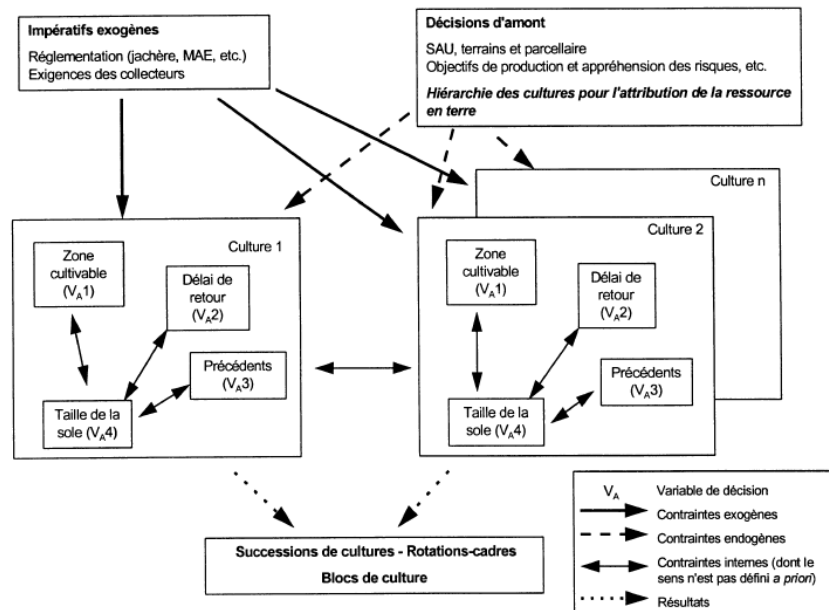 Impératifs exogènes
Réglementation (jachère, MAE, etc.)
Exigences des collecteurs
Décisions d'amont
SAU, terrains et parcellaire
Objectifs de production et appréhension des risques, etc.
Hiérarchie des cultures pour l'attribution de la ressource
en terre
Culture n
Culture 1
Zone
cultivable
(VA1)
Délai de
retour
(VA2)
Précédents
(VA3)
Taille de la
sole (VA4)
Culture 2
Zone
cultivable
(VA1)
Délai de
retour
(VA2)
Précédents
(VA3)
Taille de la
sole (VA4)
Successions de cultures - Rotations-cadres
Blocs de culture
VA Variable de décision
Contraintes exogènes
Contraintes endogènes
Contraintes internes (dont le
sens n'est pas défini a priori)
Résultats